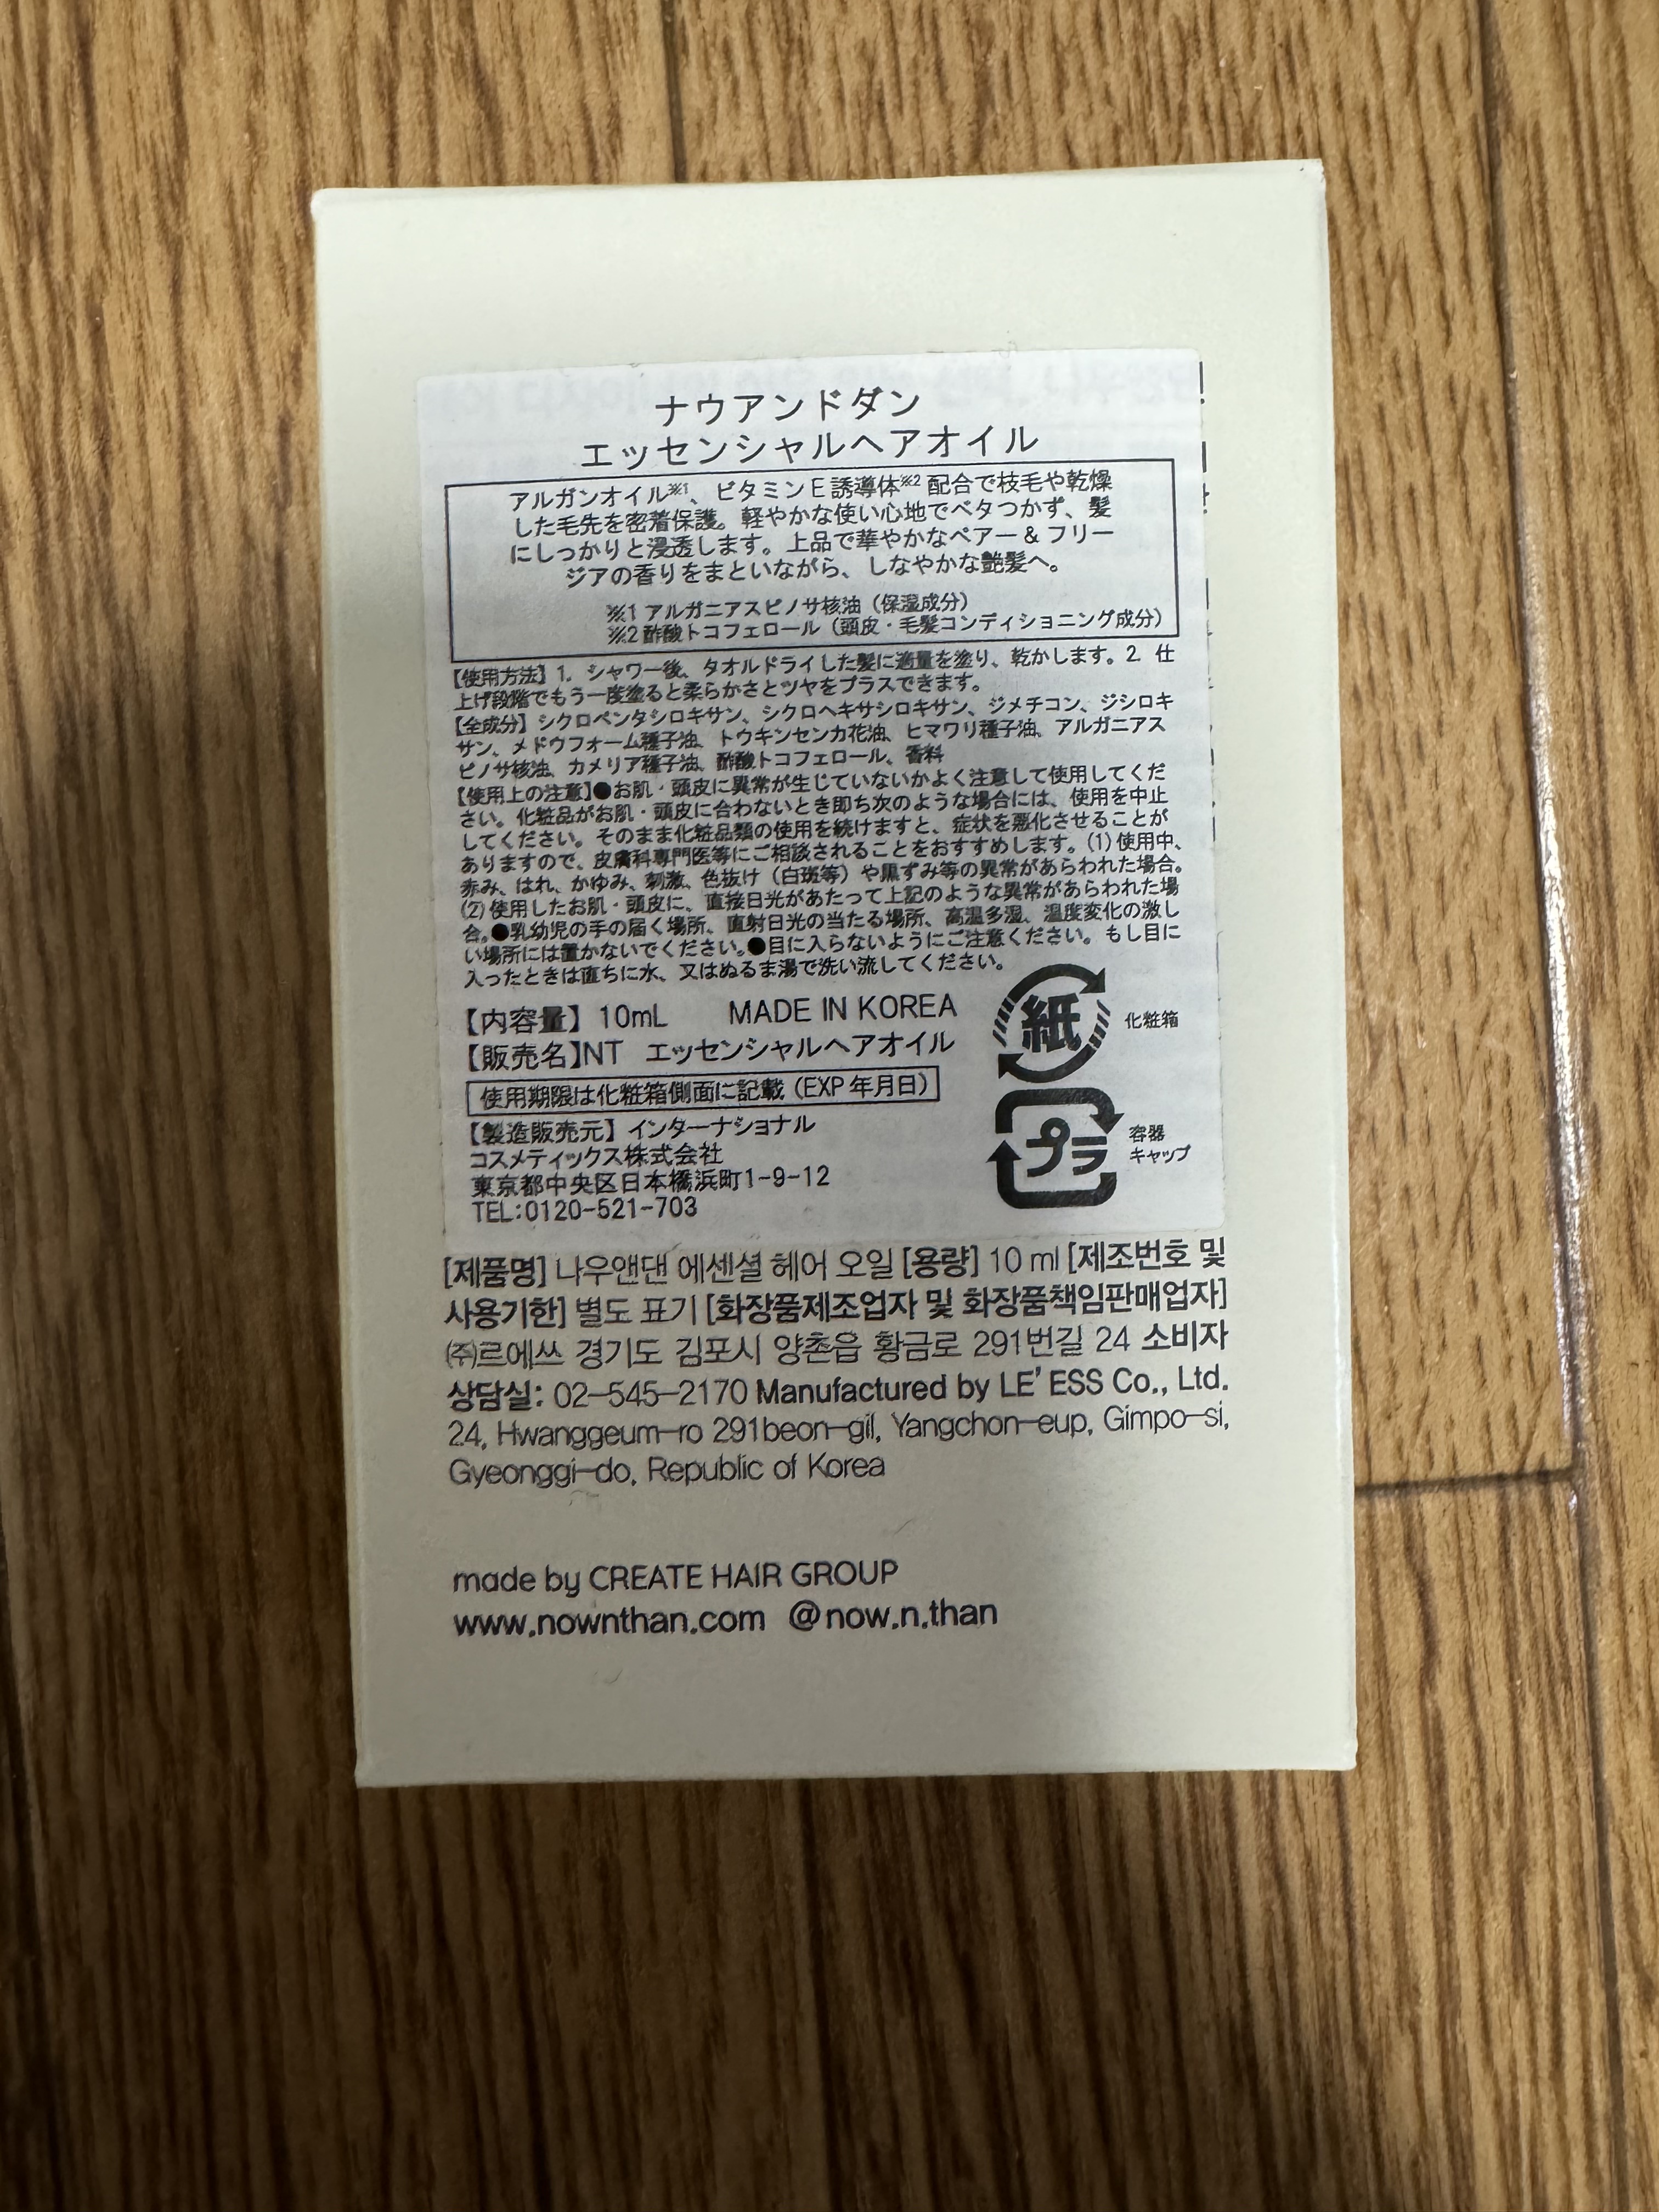 ナウアンドダン
エッセンシャルヘアオイル
アルガンオイル※1、ビタミンE誘導体※2 配合で枝毛や乾燥
した毛先を密着保護。軽やかな使い心地でベタつかず、髪
にしっかりと浸透します。上品で華やかなペアー＆フリー
ジアの香りをまといながら、しなやかな艶髪へ。
※1 アルガニアスピノサ核油（保湿成分）
※2 酢酸トコフェロール（頭皮・毛髪コンディショニング成分）
【使用方法】1. シャワー後、タオルドライした髪に適量を塗り、乾かします。2. 仕
上げ段階でもう一度塗ると柔らかさとツヤをプラスできます。
【全成分】シクロペンタシロキサン、シクロヘキサシロキサン、ジメチコン、ジシロキ
サン、メドウフォーム種子油、トウキンセンカ花油、ヒマワリ種子油、アルガニアス
ピノサ核油、カメリア種子油、酢酸トコフェロール、香料
【使用上の注意】●お肌・頭皮に異常が生じていないかよく注意して使用してくだ
さい。化粧品がお肌・頭皮に合わないとき即ち次のような場合には、使用を中止
してください。そのまま化粧品類の使用を続けますと、症状を悪化させることが
ありますので、皮膚科専門医等にご相談されることをおすすめします。(1)使用中、
赤み、はれ、かゆみ、刺激、色抜け（白斑等）や黒ずみ等の異常があらわれた場合。
(2)使用したお肌・頭皮に、直接日光があたって上記のような異常があらわれた場
合。●乳幼児の手の届く場所、直射日光の当たる場所、高温多湿、温度変化の激し
い場所には置かないでください。●目に入らないようにご注意ください。もし目に
入ったときは直ちに水、又はぬるま湯で洗い流してください。
【内容量】10mL MADE IN KOREA
【販売名】NT エッセンシャルヘアオイル
使用期限は化粧箱側面に記載（EXP 年月日）
【製造販売元】インターナショナル
コスメティックス株式会社
東京都中央区日本橋浜町1-9-12
TEL:0120-521-703
紙 化粧箱
プラ 容器
キャップ
[제품명] 나우앤댄 에센셜 헤어 오일 [용량] 10 ml [제조번호 및
사용기한] 별도 표기 [화장품제조업자 및 화장품책임판매업자]
㈜르에쓰 경기도 김포시 양촌읍 황금로 291번길 24 소비자
상담실: 02-545-2170 Manufactured by LE' ESS Co., Ltd.
24, Hwanggeum-ro 291beon-gil, Yangchon-eup, Gimpo-si,
Gyeonggi-do, Republic of Korea
made by CREATE HAIR GROUP
www.nownthan.com @now.n.than